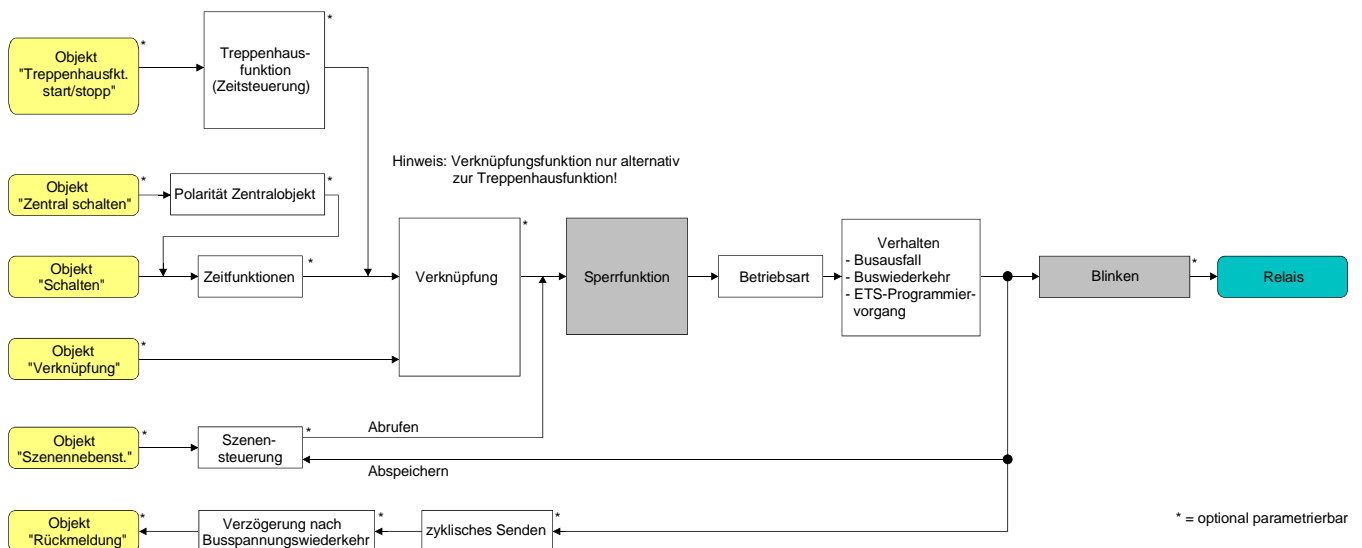 *
*
Objekt
"Treppenhausfkt.
start/stopp"
Treppenhaus-
funktion
(Zeitsteuerung)
Hinweis: Verknüpfungsfunktion nur alternativ
zur Treppenhausfunktion!
*
*
Objekt
"Zentral schalten"
Polarität Zentralobjekt
*
*
*
*
Objekt
"Schalten"
Zeitfunktionen
Verknüpfung
Sperrfunktion
Betriebsart
Verhalten
- Busausfall
- Buswiederkehr
- ETS-Programmier-
vorgang
Blinken
Relais
*
Objekt
"Verknüpfung"
*
*
Objekt
"Szenennebenst."
Szenen-
steuerung
Abrufen
Abspeichern
*
*
*
Objekt
"Rückmeldung"
Verzögerung nach
Busspannungswiederkehr
zyklisches Senden
* = optional parametrierbar